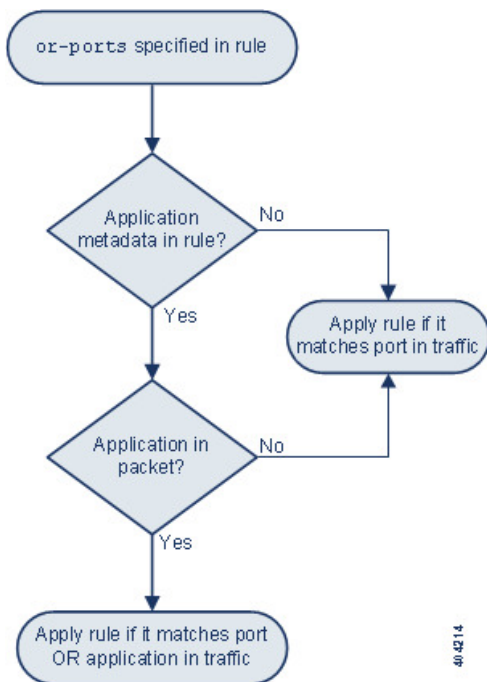 or-ports specified in rule
Application
metadada in rule?
No
Yes
Apply rule if it
matches port in traffic
Application in
packet?
No
Yes
Apply rule if it matches port
OR application in traffic
404214